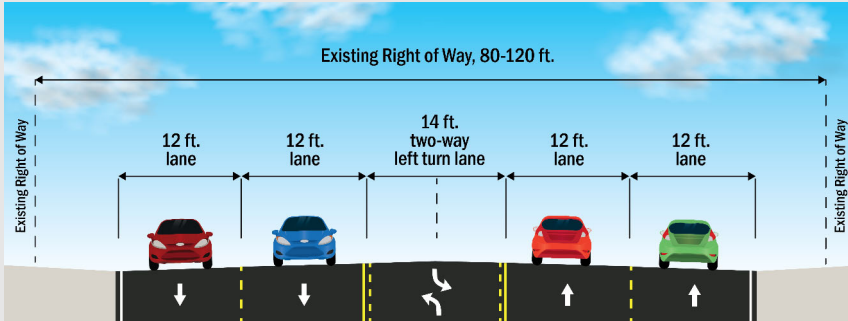 Existing Right of Way, 80-120 ft.
Existing Right of Way
12 ft.
lane
12 ft.
lane
14 ft.
two-way
left turn lane
12 ft.
lane
12 ft.
lane
Existing Right of Way